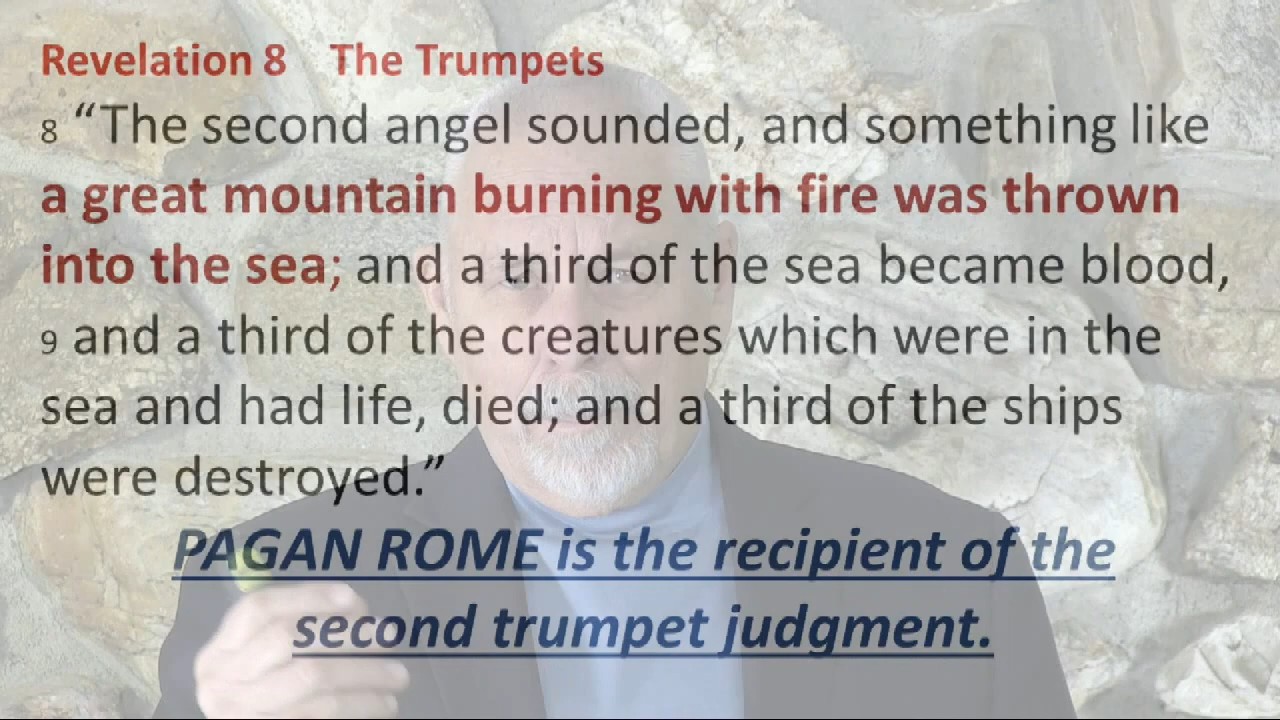 Revelation 8 The Trumpets
8 “The second angel sounded, and something like
a great mountain burning with fire was thrown
into the sea; and a third of the sea became blood,
9 and a third of the creatures which were in the
sea and had life, died; and a third of the ships
were destroyed.”
PAGAN ROME is the recipient of the
second trumpet judgment.